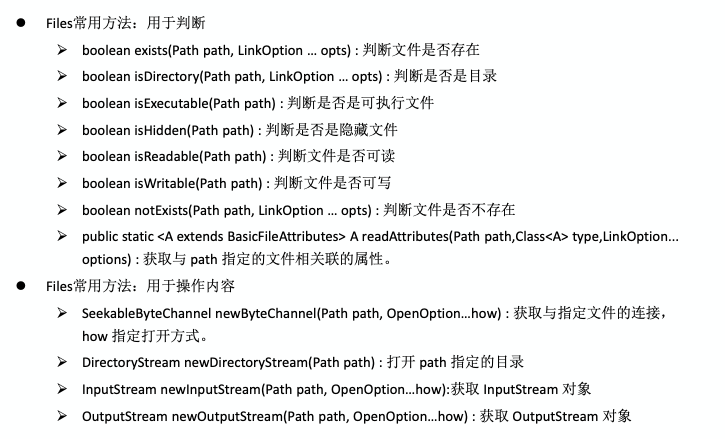 ● Files常用方法：用于判断
➢ boolean exists(Path path, LinkOption … opts) : 判断文件是否存在
➢ boolean isDirectory(Path path, LinkOption … opts) : 判断是否是目录
➢ boolean isExecutable(Path path) : 判断是否是可执行文件
➢ boolean isHidden(Path path) : 判断是否是隐藏文件
➢ boolean isReadable(Path path) : 判断文件是否可读
➢ boolean isWritable(Path path) : 判断文件是否可写
➢ boolean notExists(Path path, LinkOption … opts) : 判断文件是否不存在
➢ public static <A extends BasicFileAttributes> A readAttributes(Path path,Class<A> type,LinkOption...
options) : 获取与 path 指定的文件相关联的属性。
● Files常用方法：用于操作内容
➢ SeekableByteChannel newByteChannel(Path path, OpenOption…how) : 获取与指定文件的连接，
how 指定打开方式。
➢ DirectoryStream newDirectoryStream(Path path) : 打开 path 指定的目录
➢ InputStream newInputStream(Path path, OpenOption…how):获取 InputStream 对象
➢ OutputStream newOutputStream(Path path, OpenOption…how) : 获取 OutputStream 对象